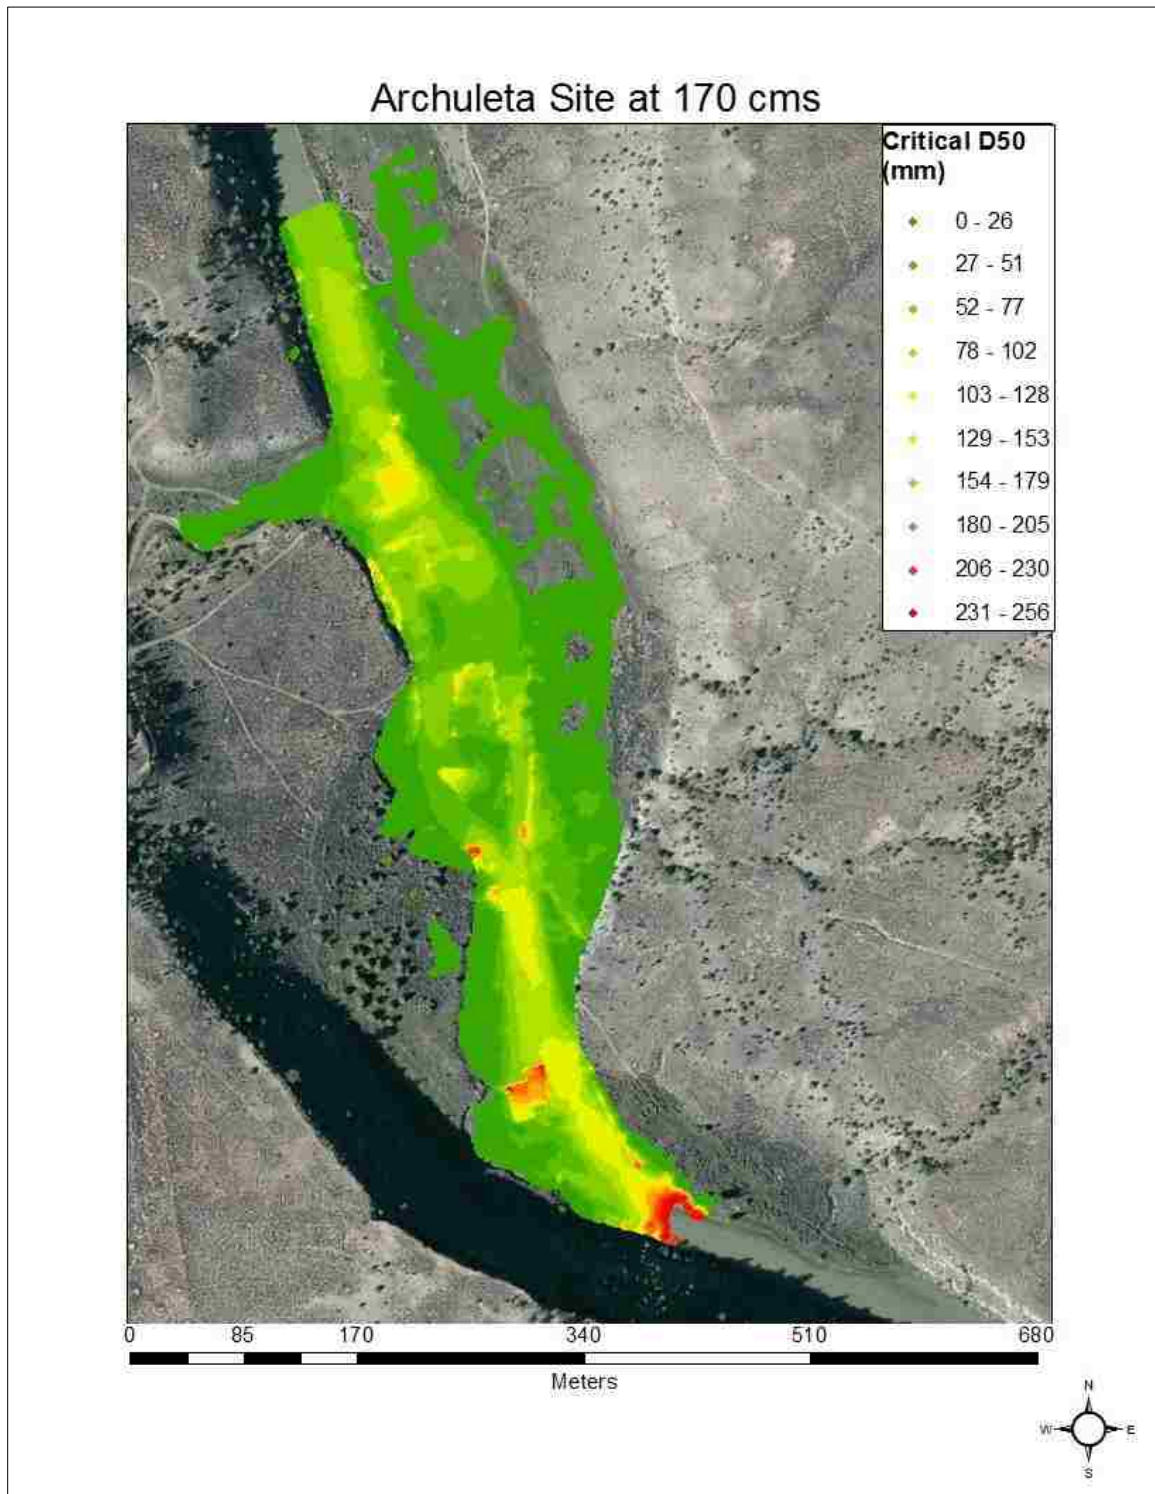 Archuleta Site at 170 cms
Critical D50
(mm)
0 - 26
27 - 51
52 - 77
78 - 102
103 - 128
129 - 153
154 - 179
180 - 205
206 - 230
231 - 256
0 85 170 340 510 680
Meters
N
W E
S